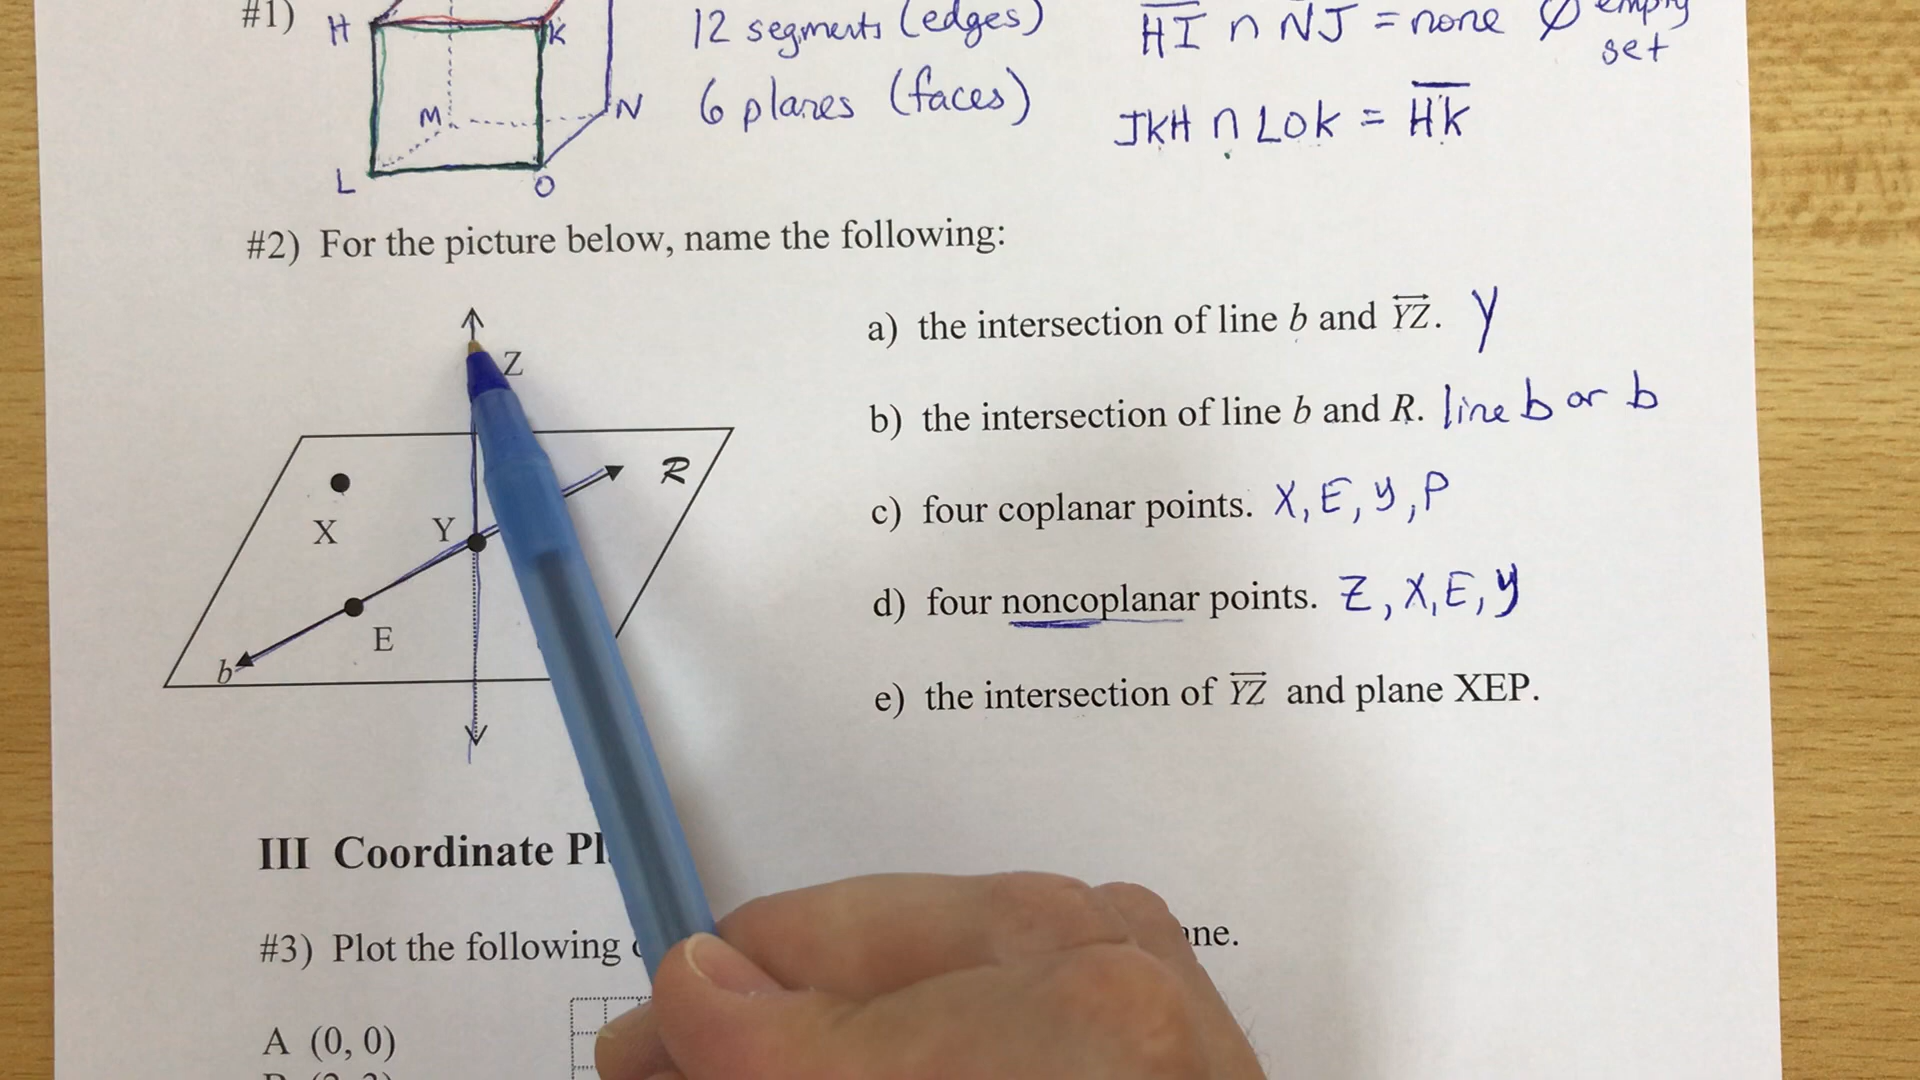 #1)
H
K
M
N
L
O
12 segments (edges)
6 planes (faces)
HI ∩ NJ = none ∅ empty
set
JKH ∩ LOK = HK
#2) For the picture below, name the following:
Z
R
X
Y
E
b
a) the intersection of line b and YZ. Y
b) the intersection of line b and R. line b or b
c) four coplanar points. X, E, Y, P
d) four noncoplanar points. Z, X, E, Y
e) the intersection of YZ and plane XEP.
III Coordinate
#3) Plot the following
A (0, 0)